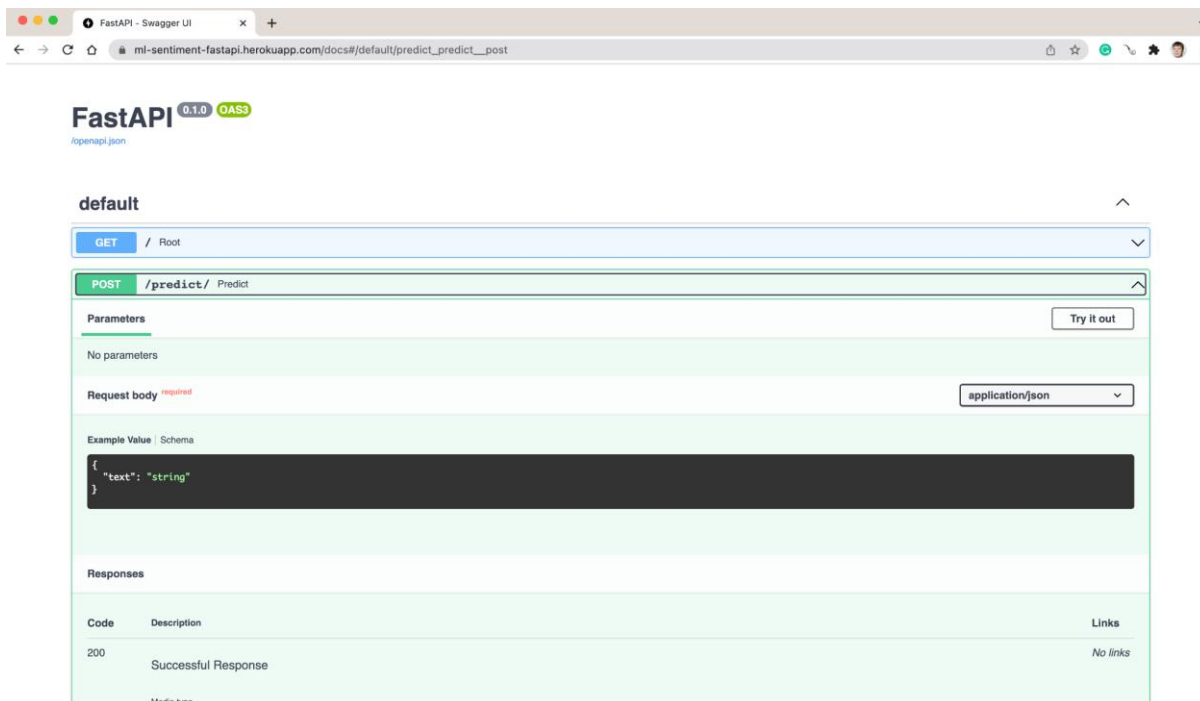 FastAPI - Swagger UI
ml-sentiment-fastapi.herokuapp.com/docs#/default/predict_predict__post
FastAPI 0.1.0 OAS3
/openapi.json
default
GET / Root
POST /predict/ Predict
Parameters Try it out
No parameters
Request body required application/json
Example Value | Schema
{
"text": "string"
}
Responses
Code Description Links
200 Successful Response No links